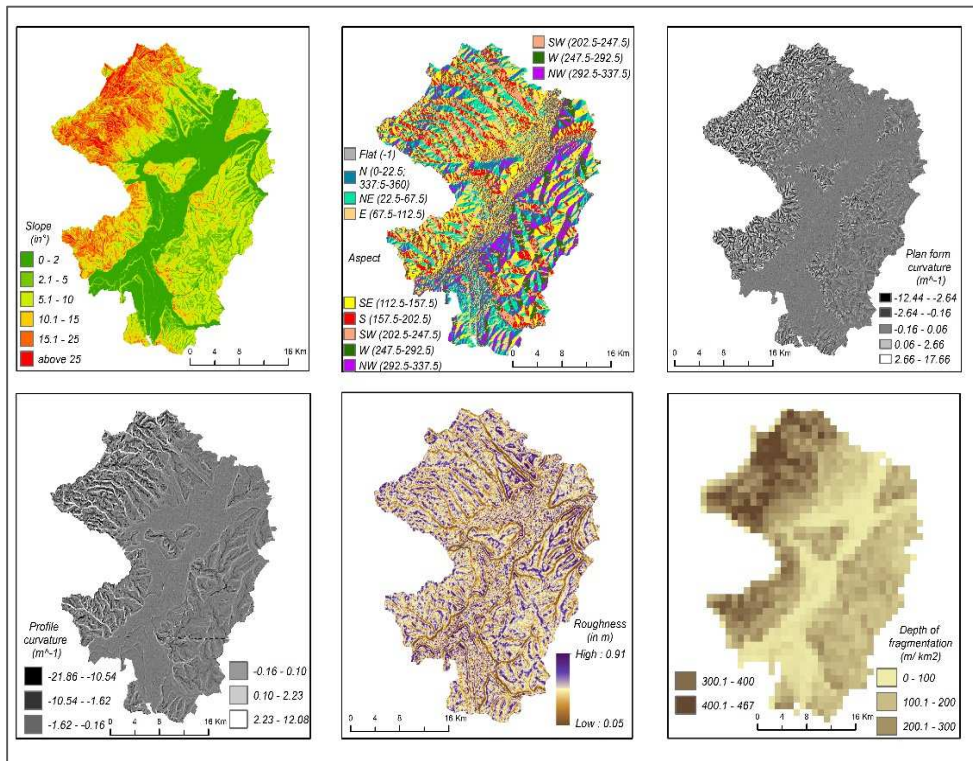 Slope
(in°)
0 - 2
2.1 - 5
5.1 - 10
10.1 - 15
15.1 - 25
above 25
0 4 8 16 Km
SW (202.5-247.5)
W (247.5-292.5)
NW (292.5-337.5)
Flat (-1)
N (0-22.5;
337.5-360)
NE (22.5-67.5)
E (67.5-112.5)
Aspect
SE (112.5-157.5)
S (157.5-202.5)
SW (202.5-247.5)
W (247.5-292.5)
NW (292.5-337.5)
0 4 8 16 Km
Plan form
curvature
(m^-1)
-12.44 - -2.64
-2.64 - -0.16
-0.16 - 0.06
0.06 - 2.66
2.66 - 17.66
0 4 8 16 Km
Profile
curvature
(m^-1)
-21.86 - -10.54
-10.54 - -1.62
-1.62 - -0.16
-0.16 - 0.10
0.10 - 2.23
2.23 - 12.08
0 4 8 16 Km
Roughness
(in m)
High : 0.91
Low : 0.05
0 4 8 16 Km
Depth of
fragmentation
(m/ km2)
0 - 100
100.1 - 200
200.1 - 300
300.1 - 400
400.1 - 467
0 4 8 16 Km